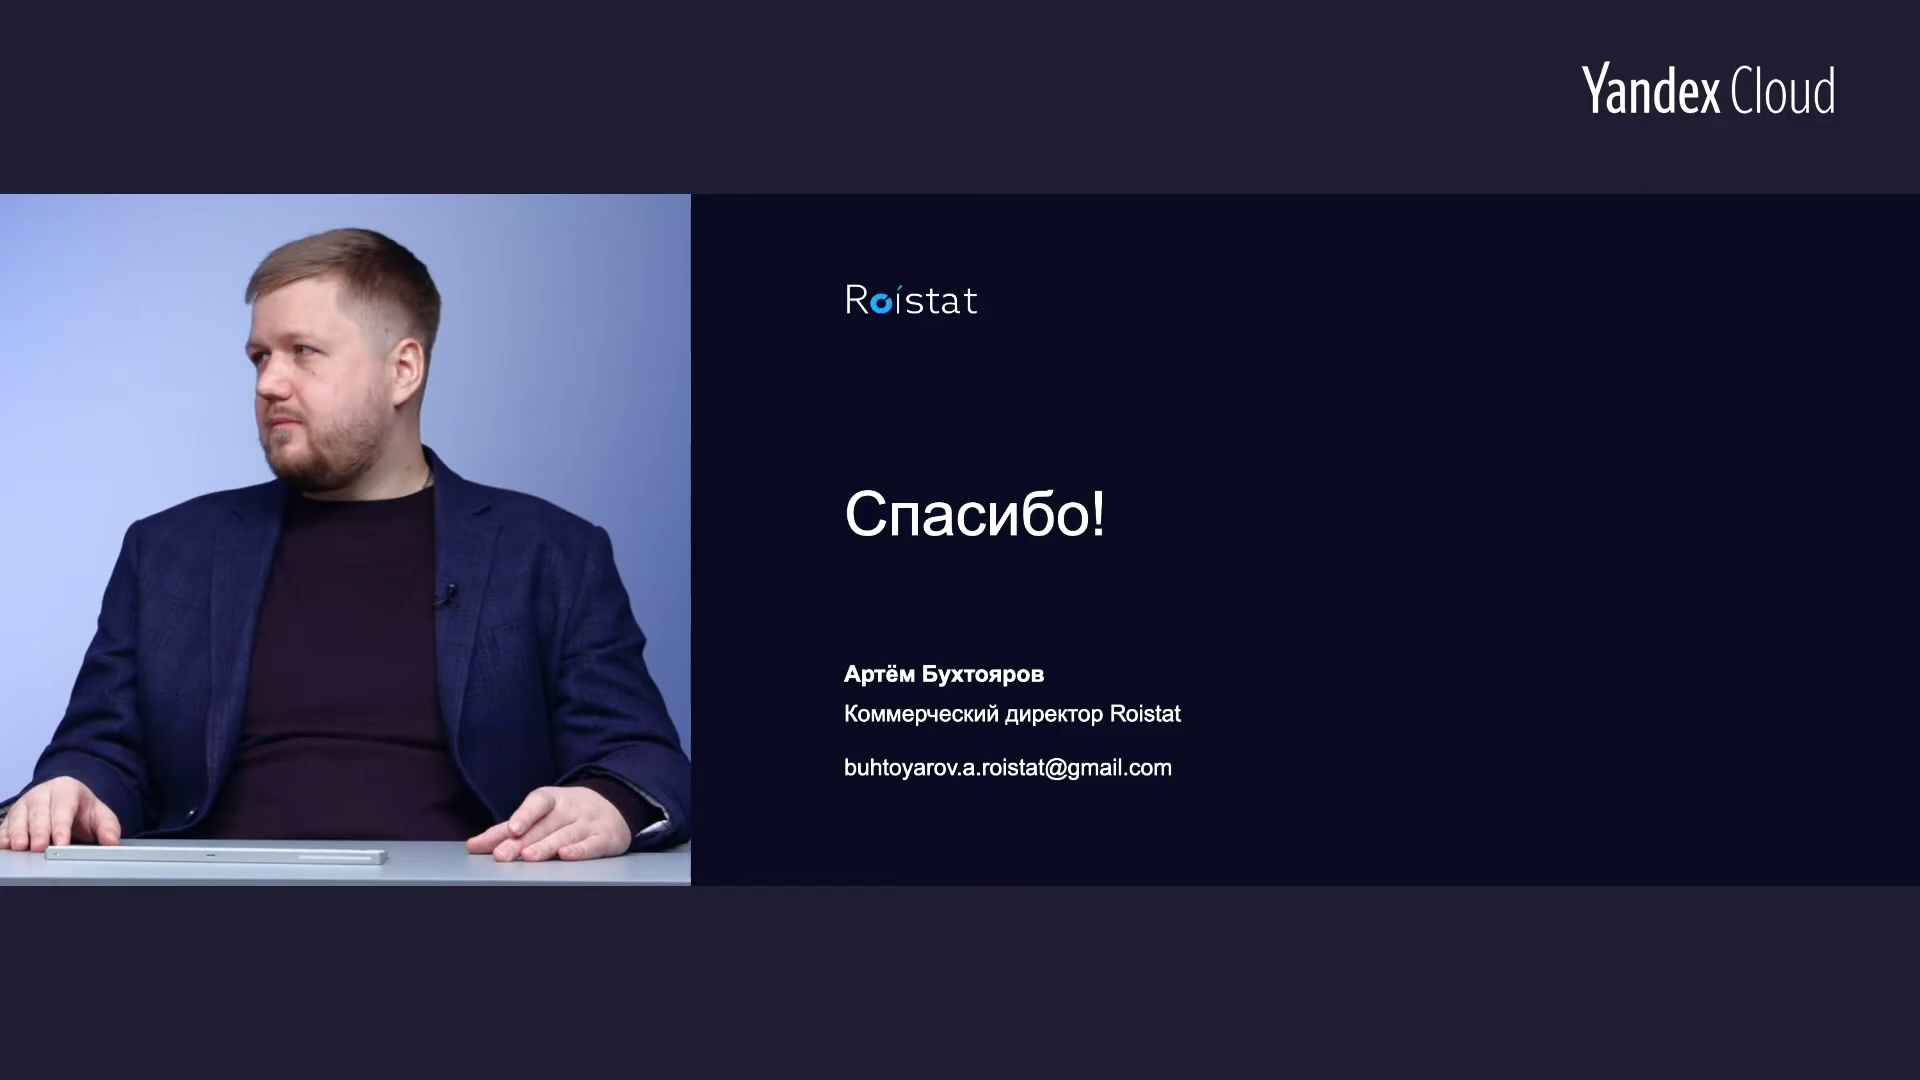 Yandex Cloud
Roistat
Спасибо!
Артём Бухтояров
Коммерческий директор Roistat
buhtoyarov.a.roistat@gmail.com